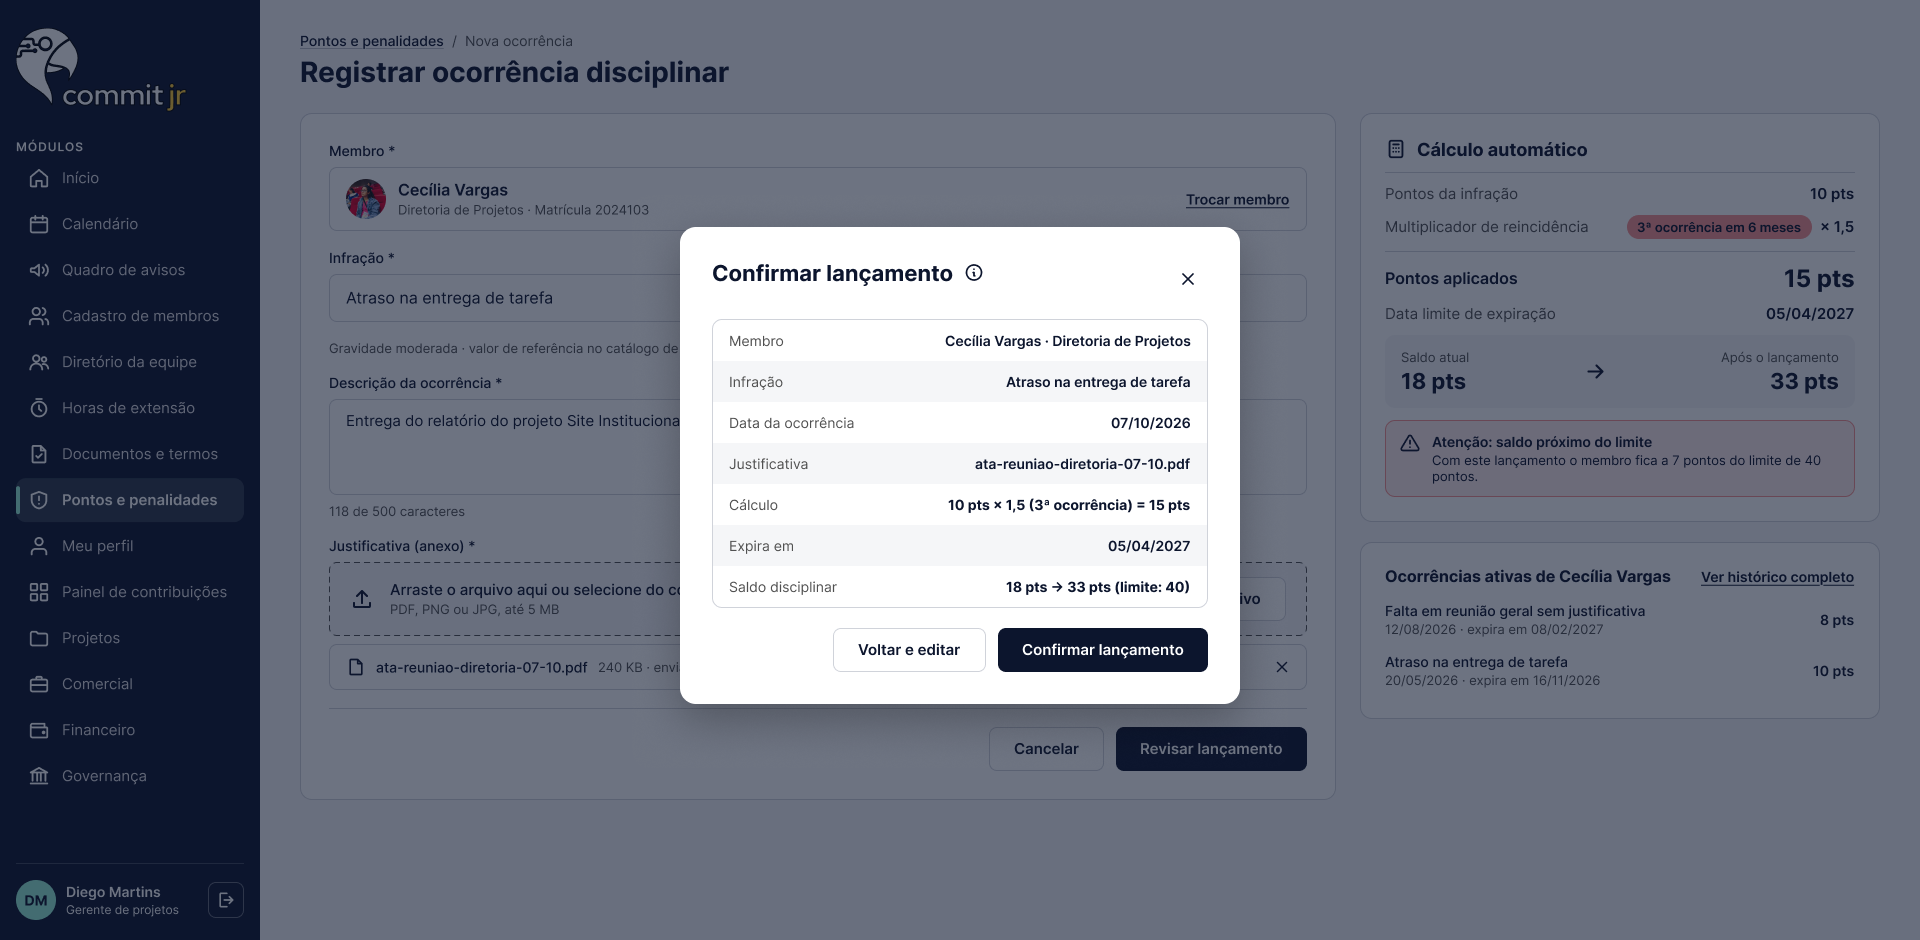 commit jr
MÓDULOS
Início
Calendário
Quadro de avisos
Cadastro de membros
Diretório da equipe
Horas de extensão
Documentos e termos
Pontos e penalidades
Meu perfil
Painel de contribuições
Projetos
Comercial
Financeiro
Governança
DM
Diego Martins
Gerente de projetos
Pontos e penalidades / Nova ocorrência
Registrar ocorrência disciplinar
Membro *
Cecília Vargas
Diretoria de Projetos · Matrícula 2024103
Trocar membro
Infração *
Atraso na entrega de tarefa
Gravidade moderada · valor de referência no catálogo de
Descrição da ocorrência *
Entrega do relatório do projeto Site Instituciona
118 de 500 caracteres
Justificativa (anexo) *
Arraste o arquivo aqui ou selecione do
PDF, PNG ou JPG, até 5 MB
ivo
ata-reuniao-diretoria-07-10.pdf 240 KB ·
Cancelar
Revisar lançamento
Confirmar lançamento
Membro Cecília Vargas · Diretoria de Projetos
Infração Atraso na entrega de tarefa
Data da ocorrência 07/10/2026
Justificativa ata-reuniao-diretoria-07-10.pdf
Cálculo 10 pts × 1,5 (3ª ocorrência) = 15 pts
Expira em 05/04/2027
Saldo disciplinar 18 pts → 33 pts (limite: 40)
Voltar e editar
Confirmar lançamento
Cálculo automático
Pontos da infração 10 pts
Multiplicador de reincidência 3ª ocorrência em 6 meses × 1,5
Pontos aplicados 15 pts
Data limite de expiração 05/04/2027
Saldo atual Após o lançamento
18 pts → 33 pts
Atenção: saldo próximo do limite
Com este lançamento o membro fica a 7 pontos do limite de 40
pontos.
Ocorrências ativas de Cecília Vargas
Ver histórico completo
Falta em reunião geral sem justificativa
12/08/2026 · expira em 08/02/2027
8 pts
Atraso na entrega de tarefa
20/05/2026 · expira em 16/11/2026
10 pts